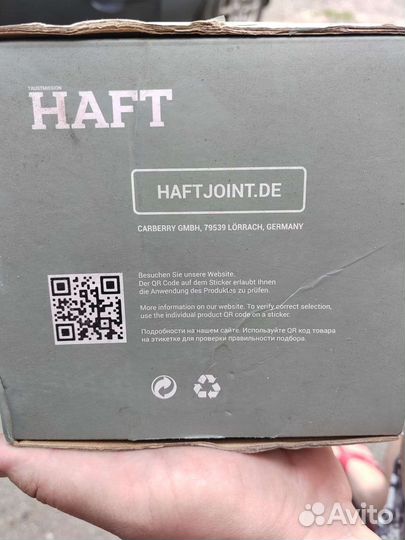 TRUSTMISSION
HAFT
HAFTJOINT.DE
CARBERRY GMBH, 79539 LÖRRACH, GERMANY
Besuchen Sie unsere Website.
Der QR Code auf dem Sticker erlaubt Ihnen
die Anwendung des Produktes zu prüfen.
More information on our website. To verify correct selection,
use the individual product QR code on a sticker.
Подробности на нашем сайте. Используйте QR код товара
на этикетке для проверки правильности подбора.
Avito